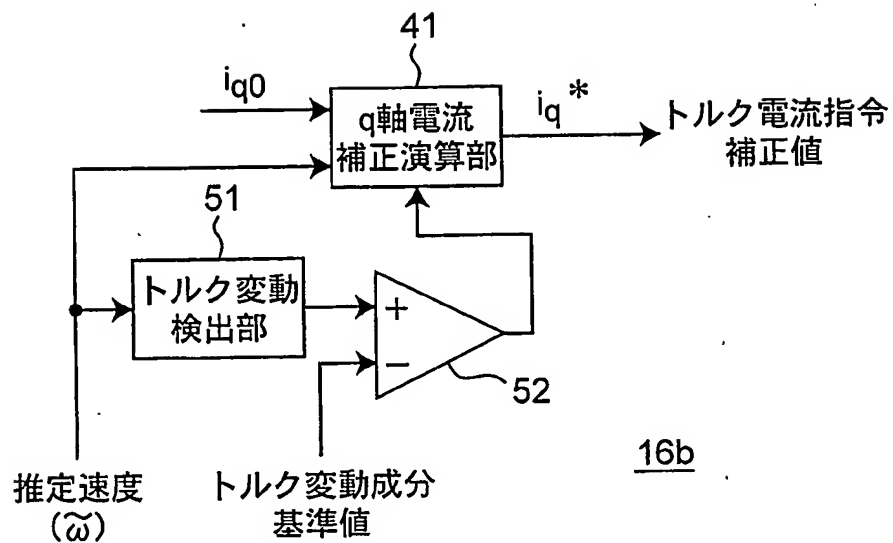 41
iq0
q軸電流
補正演算部
iq*
トルク電流指令
補正値
51
トルク変動
検出部
+
−
52
16b
推定速度
(ω̃)
トルク変動成分
基準値